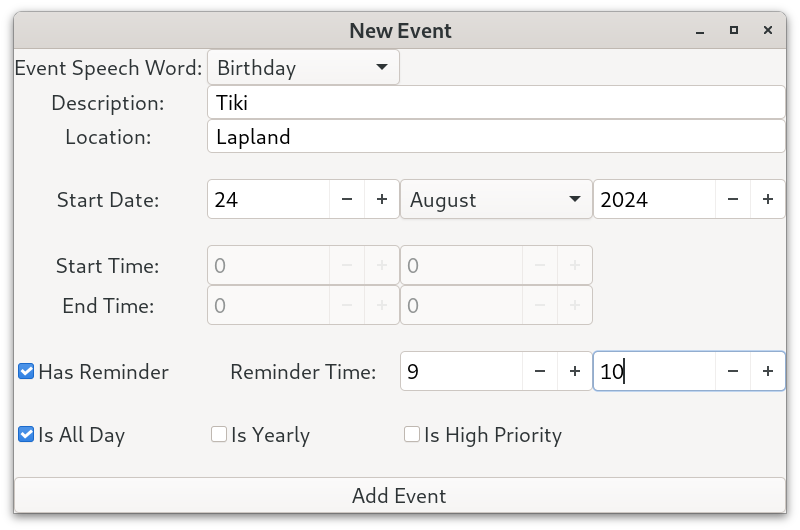 New Event
Event Speech Word: Birthday
Description: Tiki
Location: Lapland
Start Date: 24 − + August 2024 − +
Start Time: 0 − + 0 − +
End Time: 0 − + 0 − +
Has Reminder Reminder Time: 9 − + 10 − +
Is All Day Is Yearly Is High Priority
Add Event